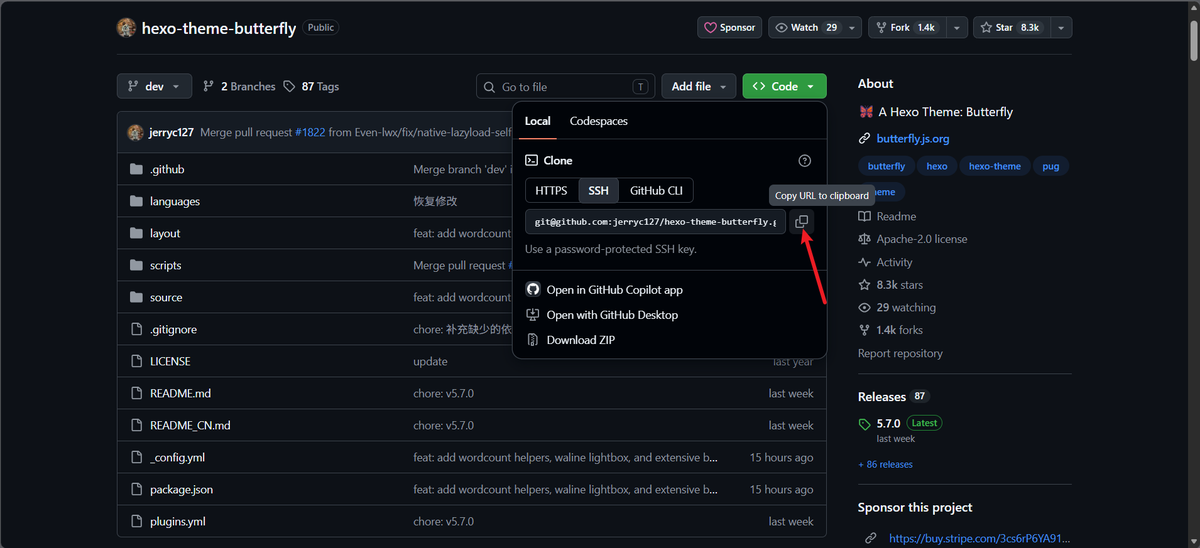 hexo-theme-butterfly Public
Sponsor Watch 29 Fork 1.4k Star 8.3k
dev 2 Branches 87 Tags Go to file T Add file <> Code
Local Codespaces
Clone
HTTPS SSH GitHub CLI
Copy URL to clipboard
git@github.com:jerryc127/hexo-theme-butterfly.g
Use a password-protected SSH key.
Open in GitHub Copilot app
Open with GitHub Desktop
Download ZIP
jerryc127 Merge pull request #1822 from Even-lwx/fix/native-lazyload-self
.github Merge branch 'dev' i
languages 恢复修改
layout feat: add wordcount
scripts Merge pull request #
source feat: add wordcount
.gitignore chore: 补充缺少的依
LICENSE update last year
README.md chore: v5.7.0 last week
README_CN.md chore: v5.7.0 last week
_config.yml feat: add wordcount helpers, waline lightbox, and extensive b... 15 hours ago
package.json feat: add wordcount helpers, waline lightbox, and extensive b... 15 hours ago
plugins.yml chore: v5.7.0 last week
About
A Hexo Theme: Butterfly
butterfly.js.org
butterfly hexo hexo-theme pug
heme
Readme
Apache-2.0 license
Activity
8.3k stars
29 watching
1.4k forks
Report repository
Releases 87
5.7.0 Latest
last week
+ 86 releases
Sponsor this project
https://buy.stripe.com/3cs6rP6YA91...